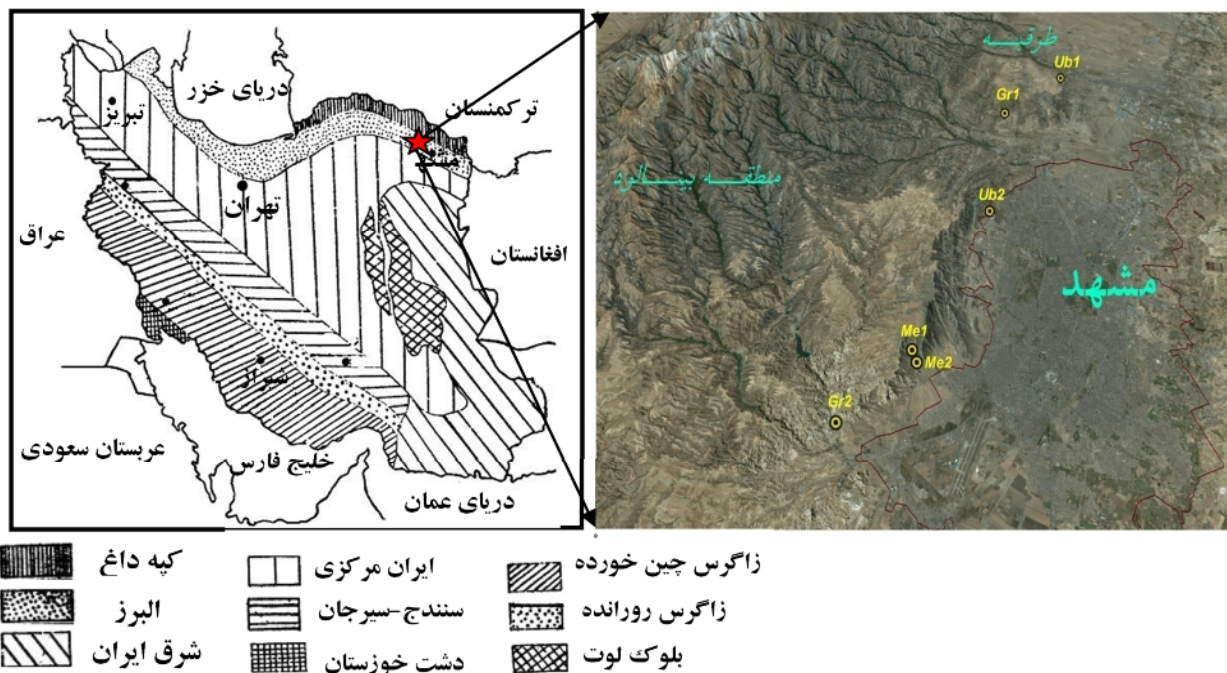 دریای خزر
ترکمنستان
تبریز
مشهد
تهران
عراق
افغانستان
شیراز
عربستان سعودی
خلیج فارس
دریای عمان
طرقبه
Ub1
Gr1
منطقه بینالود
Ub2
مشهد
Me1
Me2
Gr2
کپه داغ
ایران مرکزی
زاگرس چین خورده
البرز
سنندج-سیرجان
زاگرس رورانده
شرق ایران
دشت خوزستان
بلوک لوت